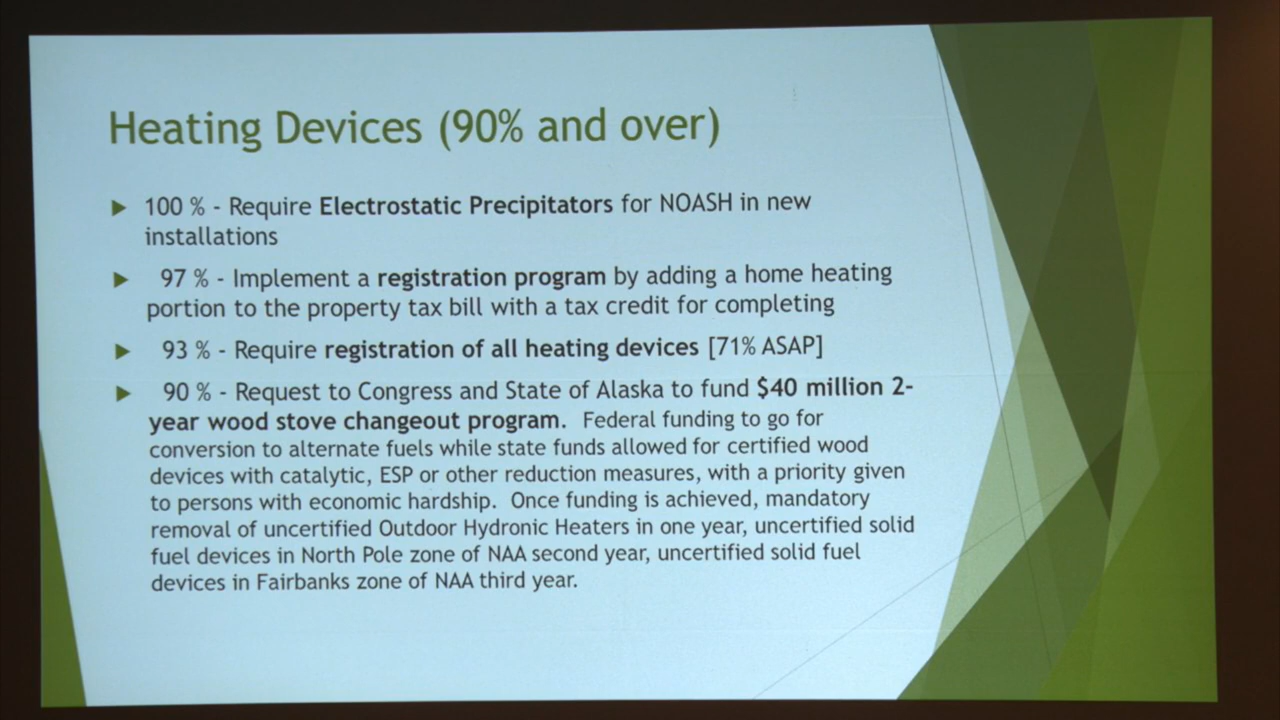 Heating Devices (90% and over)
100 % - Require Electrostatic Precipitators for NOASH in new
installations
97 % - Implement a registration program by adding a home heating
portion to the property tax bill with a tax credit for completing
93 % - Require registration of all heating devices [71% ASAP]
90 % - Request to Congress and State of Alaska to fund $40 million 2-
year wood stove changeout program. Federal funding to go for
conversion to alternate fuels while state funds allowed for certified wood
devices with catalytic, ESP or other reduction measures, with a priority given
to persons with economic hardship. Once funding is achieved, mandatory
removal of uncertified Outdoor Hydronic Heaters in one year, uncertified solid
fuel devices in North Pole zone of NAA second year, uncertified solid fuel
devices in Fairbanks zone of NAA third year.